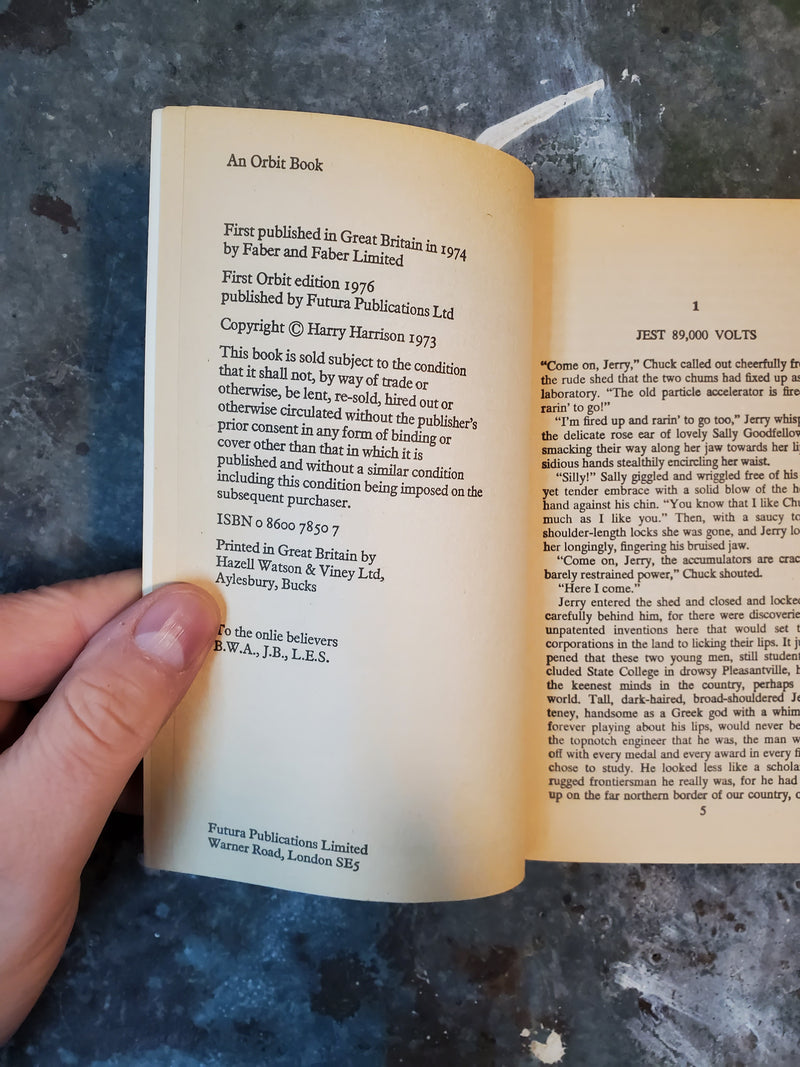 An Orbit Book
First published in Great Britain in 1974
by Faber and Faber Limited
First Orbit edition 1976
published by Futura Publications Ltd
Copyright © Harry Harrison 1973
This book is sold subject to the condition
that it shall not, by way of trade or
otherwise, be lent, re-sold, hired out or
otherwise circulated without the publisher's
prior consent in any form of binding or
cover other than that in which it is
published and without a similar condition
including this condition being imposed on the
subsequent purchaser.
ISBN 0 8600 7850 7
Printed in Great Britain by
Hazell Watson & Viney Ltd,
Aylesbury, Bucks
To the onlie believers
B.W.A., J.B., L.E.S.
Futura Publications Limited
Warner Road, London SE5
1
JEST 89,000 VOLTS
"Come on, Jerry," Chuck called out cheerfully
the rude shed that the two chums had fixed up as
laboratory. "The old particle accelerator is
rarin' to go!"
"I'm fired up and rarin' to go too," Jerry
the delicate rose ear of lovely Sally
smacking their way along her jaw towards her
sidious hands stealthily encircling her waist.
"Silly!" Sally giggled and wriggled free of his
yet tender embrace with a solid blow of the
hand against his chin. "You know that I like
much as I like you." Then, with a saucy
shoulder-length locks she was gone, and Jerry
her longingly, fingering his bruised jaw.
"Come on, Jerry, the accumulators are
barely restrained power," Chuck shouted.
"Here I come."
Jerry entered the shed and closed and
carefully behind him, for there were
unpatented inventions here that would set
corporations in the land to licking their lips. It
pened that these two young men, still
cluded State College in drowsy Pleasantville,
the keenest minds in the country, perhaps
world. Tall, dark-haired, broad-shouldered
teney, handsome as a Greek god with a
forever playing about his lips, would never
the topnotch engineer that he was, the man
off with every medal and every award in every
chose to study. He looked less like a
rugged frontiersman he really was, for he had
up on the far northern border of our country,
5